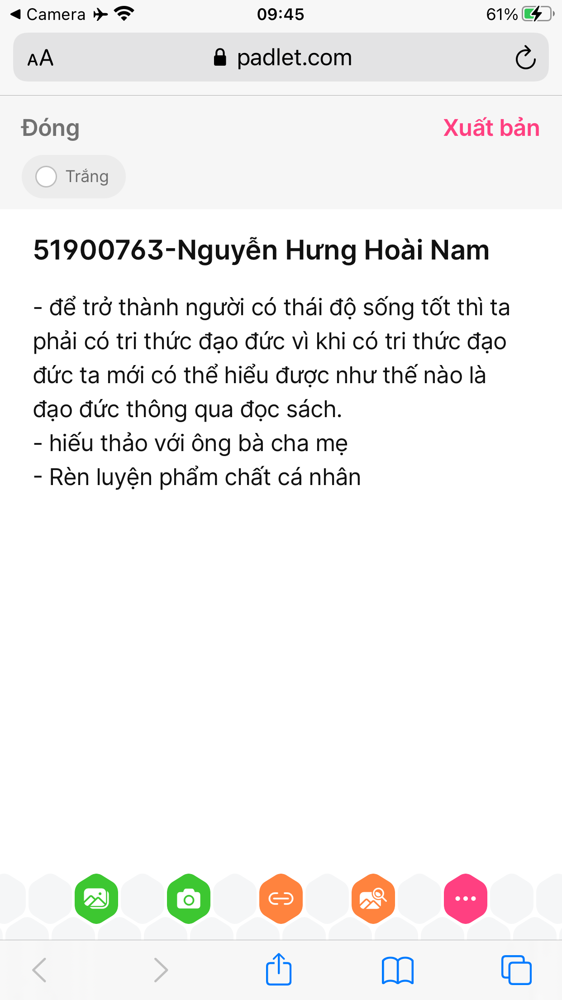 Camera 09:45 61%
AA padlet.com
Đóng Xuất bản
Trắng
51900763-Nguyễn Hưng Hoài Nam
- để trở thành người có thái độ sống tốt thì ta
phải có tri thức đạo đức vì khi có tri thức đạo
đức ta mới có thể hiểu được như thế nào là
đạo đức thông qua đọc sách.
- hiếu thảo với ông bà cha mẹ
- Rèn luyện phẩm chất cá nhân